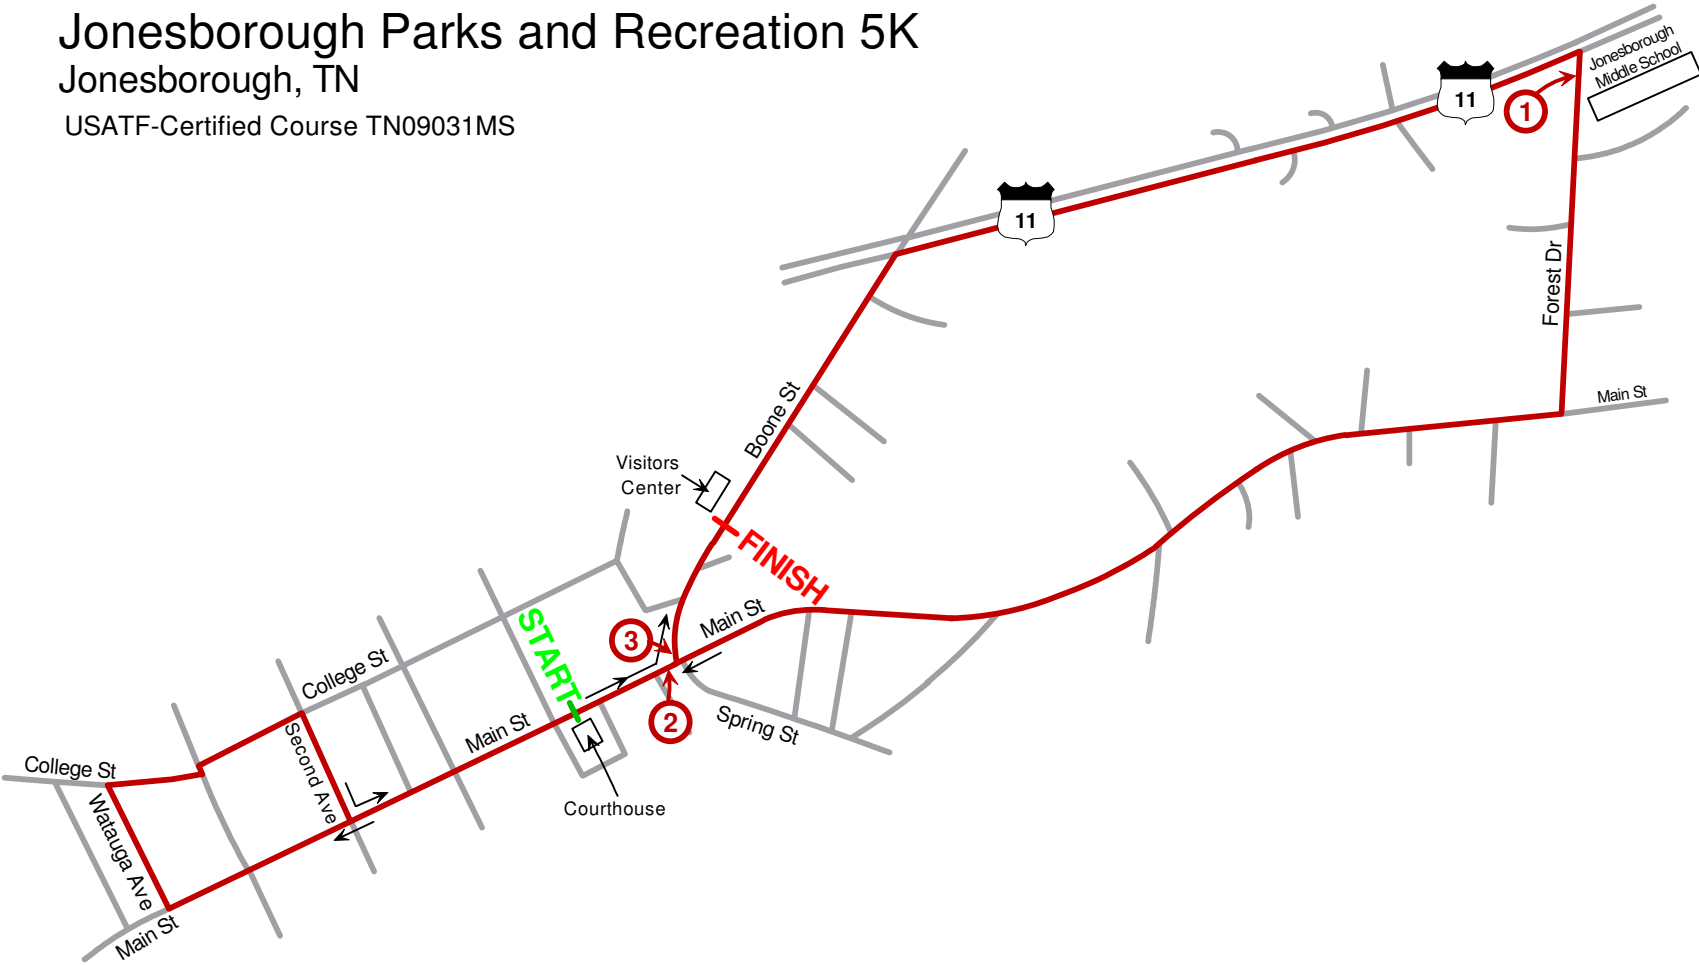 Jonesborough Parks and Recreation 5K
Jonesborough, TN
USATF-Certified Course TN09031MS
Jonesborough
Middle School
11
1
11
Forest Dr
Main St
Boone St
Visitors
Center
FINISH
START
Main St
3
2
Spring St
College St
Main St
Second Ave
Courthouse
College St
Watauga Ave
Main St